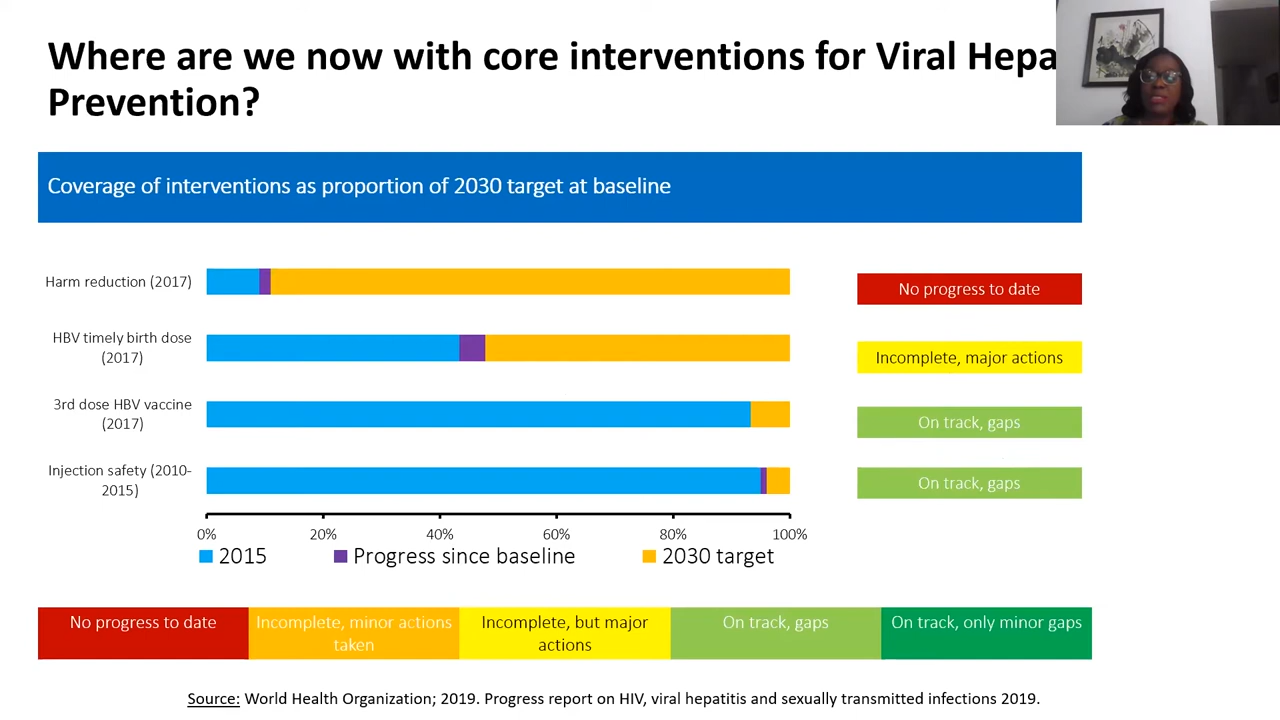 Where are we now with core interventions for Viral Hepa
Prevention?
Coverage of interventions as proportion of 2030 target at baseline
Harm reduction (2017)
No progress to date
HBV timely birth dose
(2017)
Incomplete, major actions
3rd dose HBV vaccine
(2017)
On track, gaps
Injection safety (2010-
2015)
On track, gaps
0% 20% 40% 60% 80% 100%
2015 Progress since baseline 2030 target
No progress to date
Incomplete, minor actions
taken
Incomplete, but major
actions
On track, gaps
On track, only minor gaps
Source: World Health Organization; 2019. Progress report on HIV, viral hepatitis and sexually transmitted infections 2019.